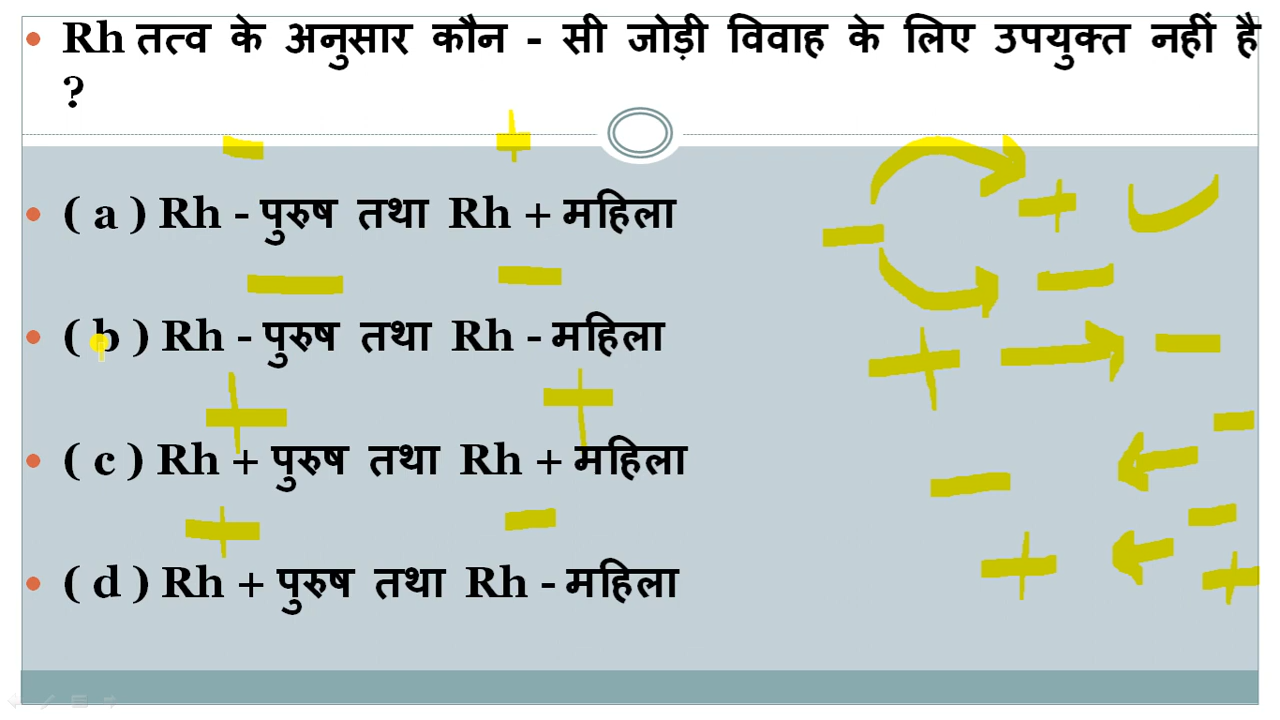 Rh तत्व के अनुसार कौन - सी जोड़ी विवाह के लिए उपयुक्त नहीं है
?
- +
( a ) Rh - पुरुष तथा Rh + महिला
+
-
- -
-
( b ) Rh - पुरुष तथा Rh - महिला
+ -
+ +
-
( c ) Rh + पुरुष तथा Rh + महिला
-
+ -
-
( d ) Rh + पुरुष तथा Rh - महिला
+ +